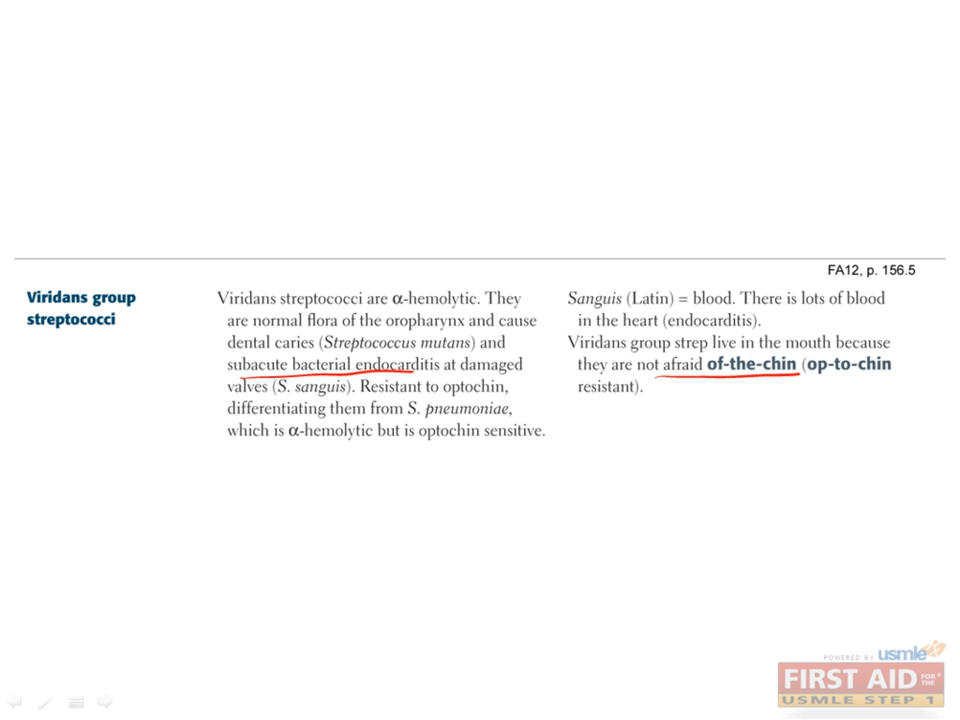 FA12, p. 156.5
Viridans group
streptococci
Viridans streptococci are α-hemolytic. They
are normal flora of the oropharynx and cause
dental caries (Streptococcus mutans) and
subacute bacterial endocarditis at damaged
valves (S. sanguis). Resistant to optochin,
differentiating them from S. pneumoniae,
which is α-hemolytic but is optochin sensitive.
Sanguis (Latin) = blood. There is lots of blood
in the heart (endocarditis).
Viridans group strep live in the mouth because
they are not afraid of-the-chin (op-to-chin
resistant).
POWERED BY usmle
FIRST AID FOR THE®
USMLE STEP 1